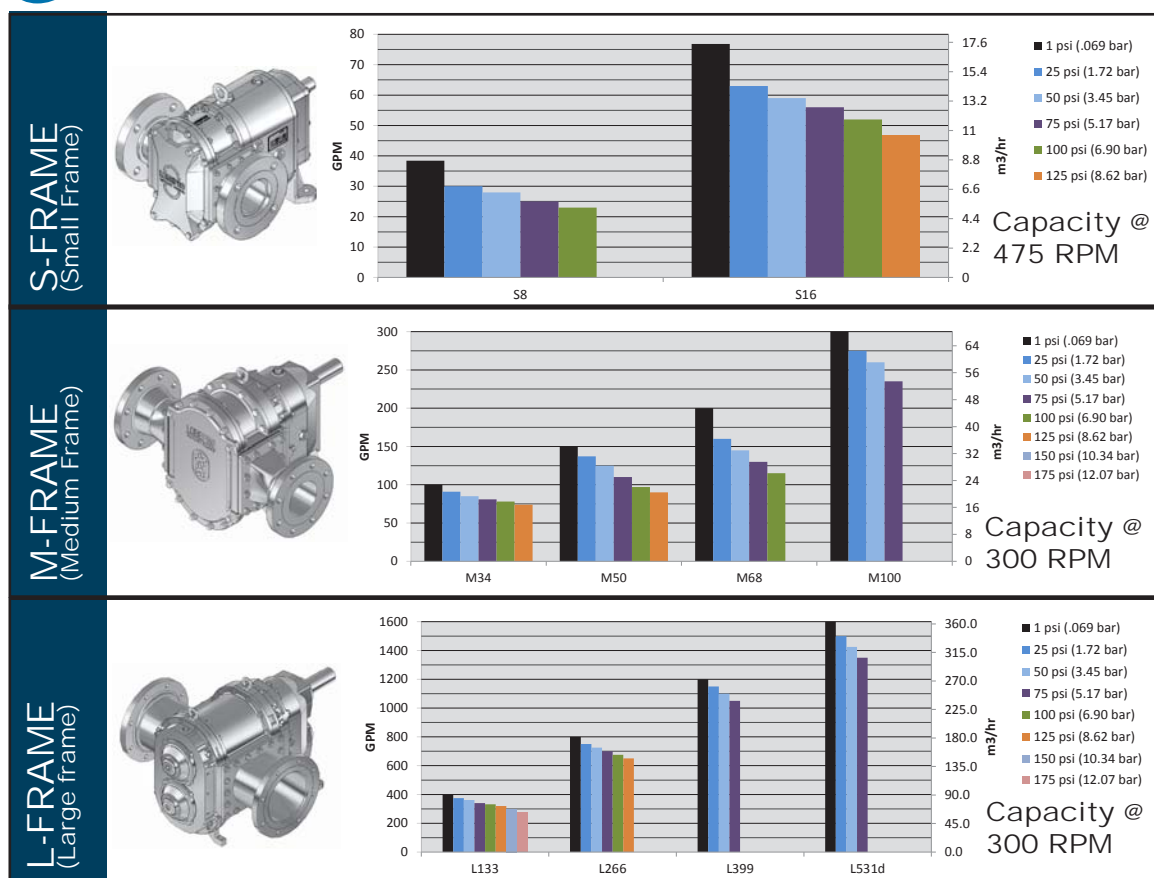 S-FRAME
(Small Frame)
80
70
60
50
40
30
20
10
0
GPM
S8
S16
17.6
15.4
13.2
11
8.8
6.6
4.4
2.2
0
m3/hr
1 psi (.069 bar)
25 psi (1.72 bar)
50 psi (3.45 bar)
75 psi (5.17 bar)
100 psi (6.90 bar)
125 psi (8.62 bar)
Capacity @
475 RPM
M-FRAME
(Medium Frame)
300
250
200
150
100
50
0
GPM
M34
M50
M68
M100
64
56
48
40
32
24
16
8
0
m3/hr
1 psi (.069 bar)
25 psi (1.72 bar)
50 psi (3.45 bar)
75 psi (5.17 bar)
100 psi (6.90 bar)
125 psi (8.62 bar)
150 psi (10.34 bar)
175 psi (12.07 bar)
Capacity @
300 RPM
L-FRAME
(Large frame)
1600
1400
1200
1000
800
600
400
200
0
GPM
L133
L266
L399
L531d
360.0
315.0
270.0
225.0
180.0
135.0
90.0
45.0
0.0
m3/hr
1 psi (.069 bar)
25 psi (1.72 bar)
50 psi (3.45 bar)
75 psi (5.17 bar)
100 psi (6.90 bar)
125 psi (8.62 bar)
150 psi (10.34 bar)
175 psi (12.07 bar)
Capacity @
300 RPM